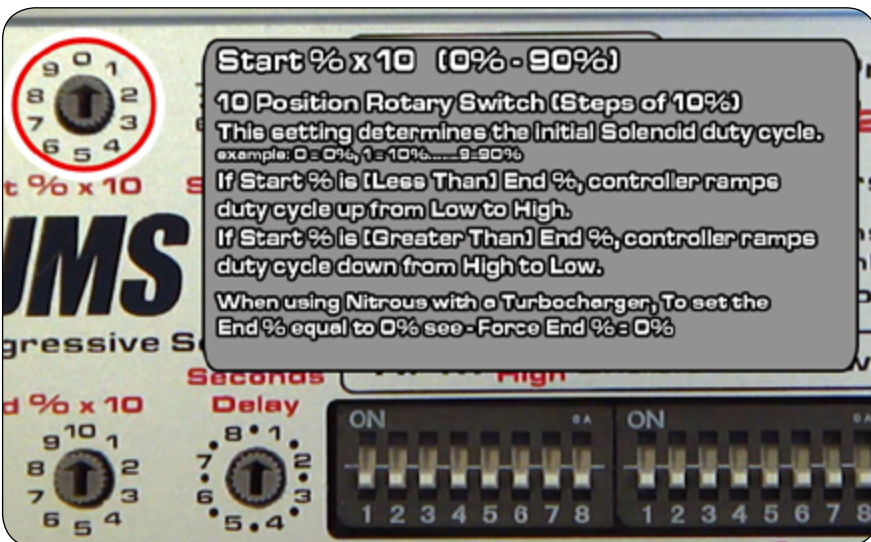 Start % x 10 (0% - 90%)
10 Position Rotary Switch (Steps of 10%)
This setting determines the initial Solenoid duty cycle.
example: 0 = 0%, 1 = 10%......9=90%
If Start % is [Less Than] End %, controller ramps
duty cycle up from Low to High.
If Start % is [Greater Than] End %, controller ramps
duty cycle down from High to Low.
When using Nitrous with a Turbocharger, To set the
End % equal to 0% see - Force End % = 0%
0 1 2 3 4 5 6 7 8 9
% x 10
JMS
gressive
Seconds
Delay
High
% x 10
10 1 2 3 4 5 6 7 8 9
8 1 2 3 4 5 6 7
ON
1 2 3 4 5 6 7 8
ON
1 2 3 4 5 6 7 8